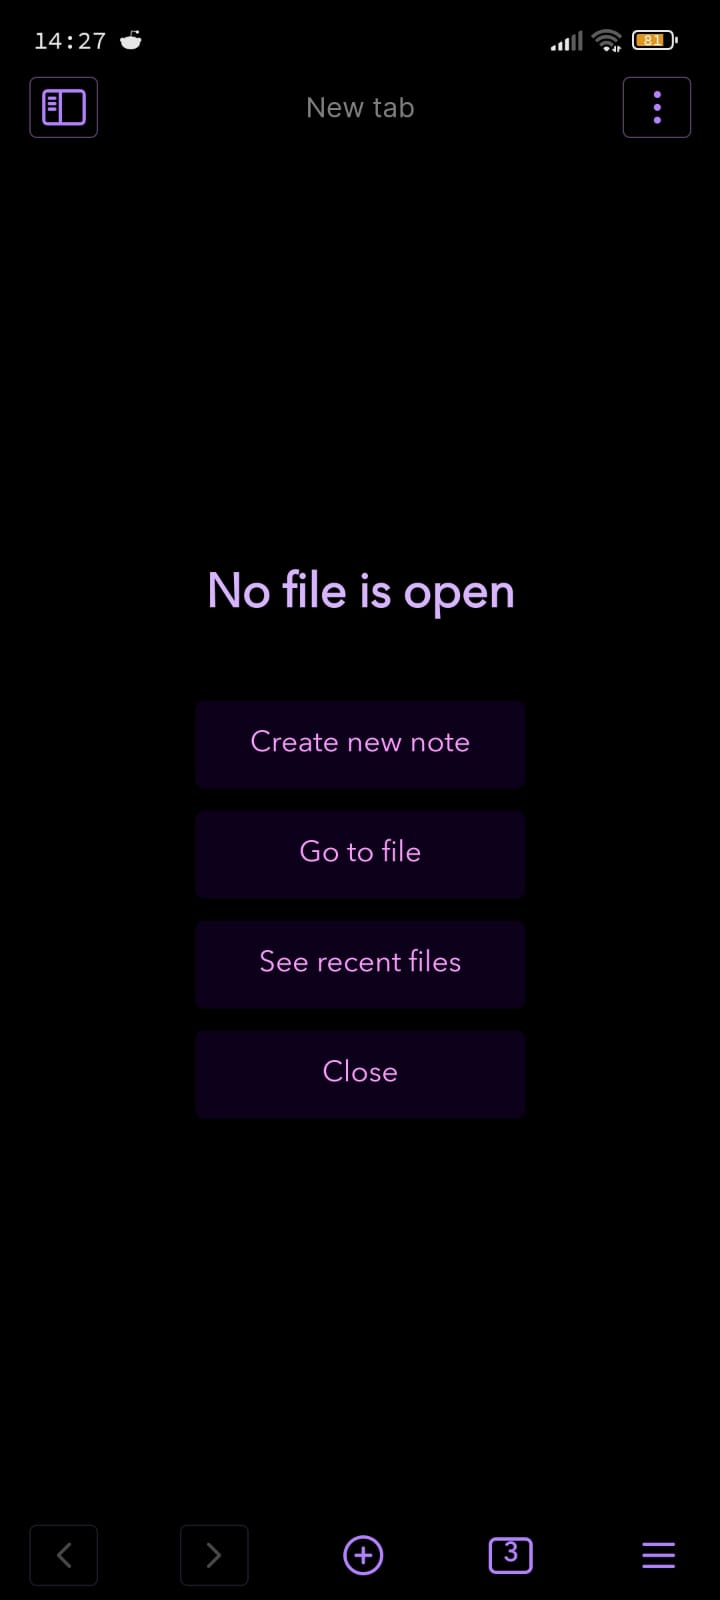 14:27
81
New tab
No file is open
Create new note
Go to file
See recent files
Close
3